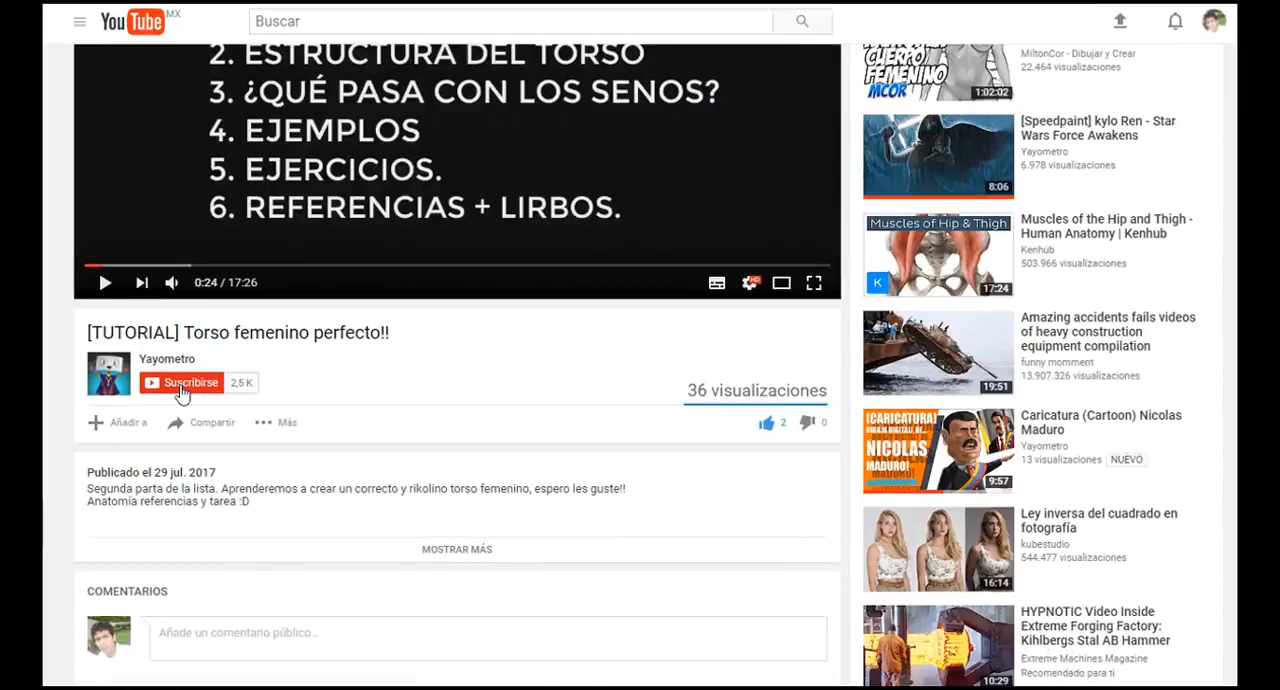 YouTube MX
Buscar
2. ESTRUCTURA DEL TORSO
3. ¿QUÉ PASA CON LOS SENOS?
4. EJEMPLOS
5. EJERCICIOS.
6. REFERENCIAS + LIRBOS.
0:24 / 17:26
HD
[TUTORIAL] Torso femenino perfecto!!
Yayometro
Suscribirse 2,5 K
36 visualizaciones
Añadir a Compartir Más
2 0
Publicado el 29 jul. 2017
Segunda parte de la lista. Aprenderemos a crear un correcto y rikolino torso femenino, espero les guste!!
Anatomía referencias y tarea :D
MOSTRAR MÁS
COMENTARIOS
Añade un comentario público...
CUERPO
FEMENINO
MCOR
1:02:02
MiltonCor - Dibujar y Crear
22.464 visualizaciones
8:06
[Speedpaint] kylo Ren - Star
Wars Force Awakens
Yayometro
6.978 visualizaciones
Muscles of Hip & Thigh
K
17:24
Muscles of the Hip and Thigh -
Human Anatomy | Kenhub
Kenhub
503.966 visualizaciones
19:51
Amazing accidents fails videos
of heavy construction
equipment compilation
funny momment
13.907.326 visualizaciones
[CARICATURA]
NICOLAS
MADURO!
9:57
Caricatura (Cartoon) Nicolas
Maduro
Yayometro
13 visualizaciones NUEVO
16:14
Ley inversa del cuadrado en
fotografía
kubestudio
544.477 visualizaciones
10:29
HYPNOTIC Video Inside
Extreme Forging Factory:
Kihlbergs Stal AB Hammer
Extreme Machines Magazine
Recomendado para ti